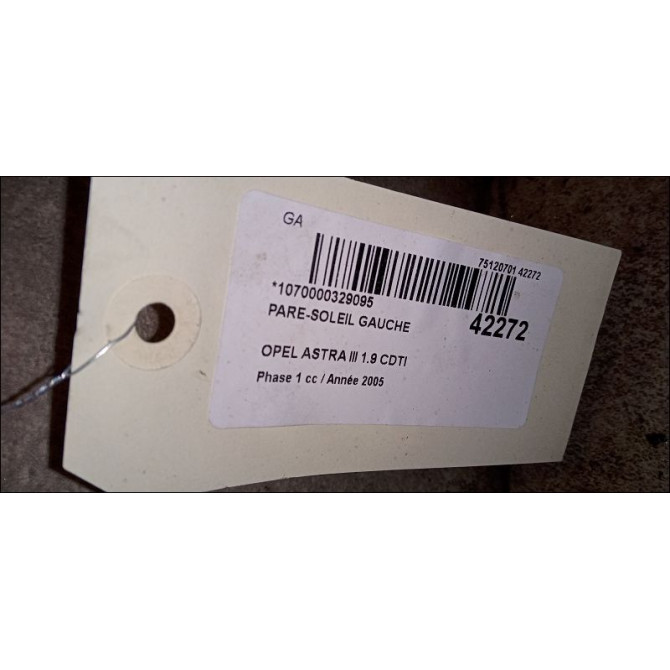 GA
75120701 42272
*1070000329095
PARE-SOLEIL GAUCHE
42272
OPEL ASTRA III 1.9 CDTI
Phase 1 cc / Année 2005